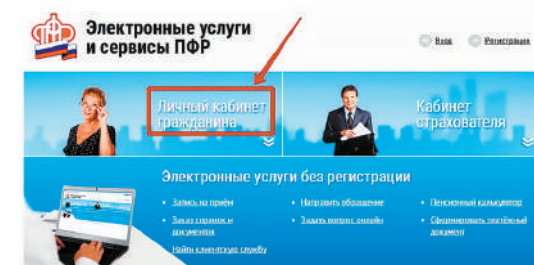 Электронные услуги
и сервисы ПФР
Вход
Регистрация
Личный кабинет
гражданина
Кабинет
страхователя
Электронные услуги без регистрации
• Запись на приём
• Направить обращение
• Пенсионный калькулятор
• Заказ справок и
документов
• Задать вопрос онлайн
• Сформировать платёжный
документ
Найти клиентскую службу